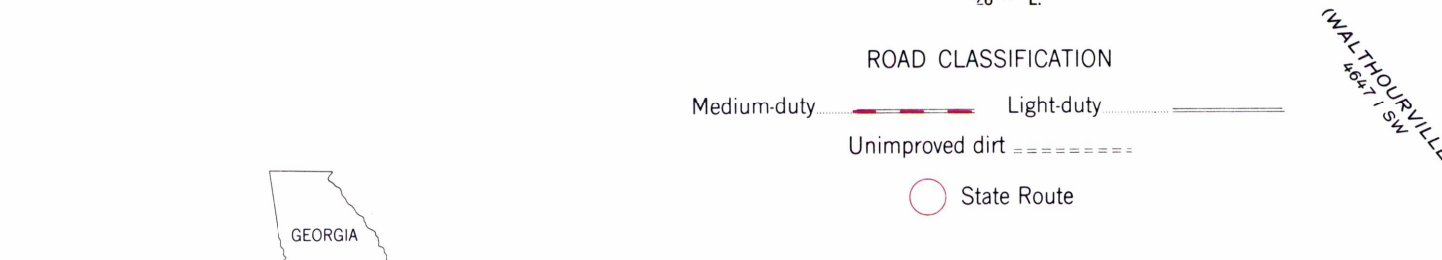 ROAD CLASSIFICATION
Medium-duty Light-duty
Unimproved dirt
State Route
GEORGIA
(WALTHOURVILLE
4647 I SW